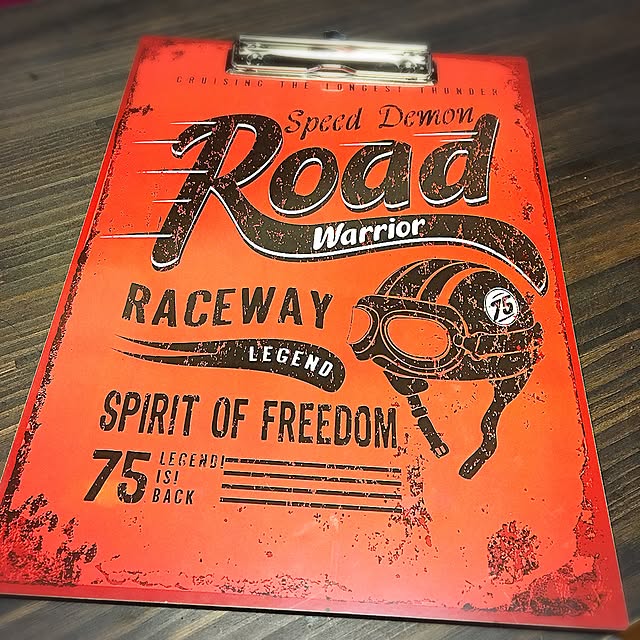 CRUISING THE LONGEST THUNDER
Speed Demon
Road
Warrior
RACEWAY
LEGEND
75
SPIRIT OF FREEDOM
75 LEGEND!
IS!
BACK